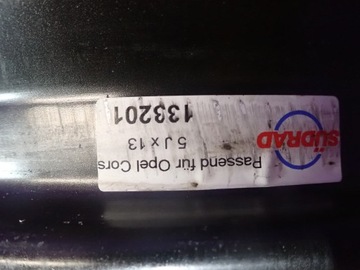 SÜDRAD
Passend für Opel Cors
5 J x 13
133201